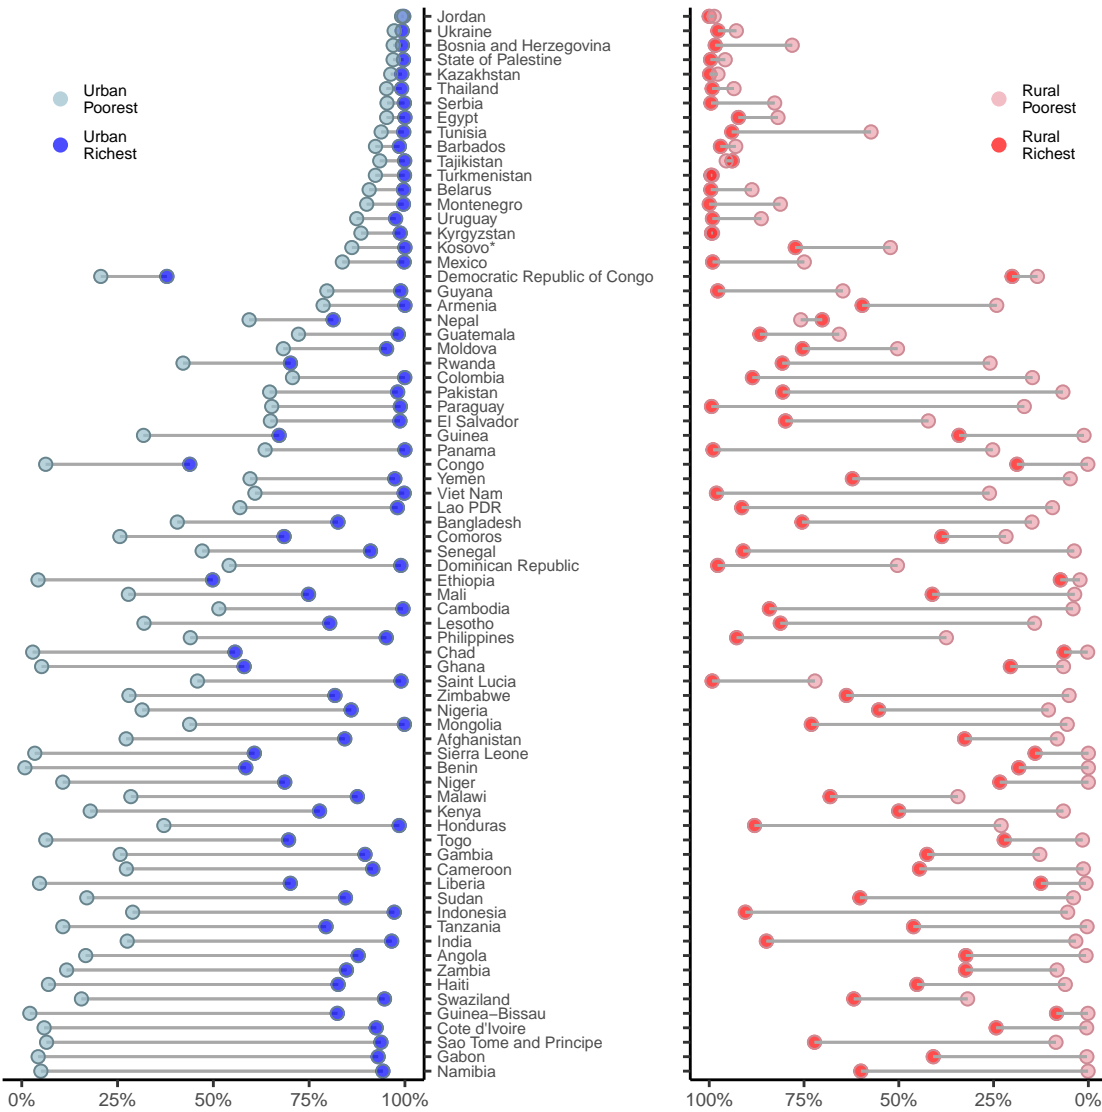 Urban
Poorest
Urban
Richest
Jordan
Ukraine
Bosnia and Herzegovina
State of Palestine
Kazakhstan
Thailand
Serbia
Egypt
Tunisia
Barbados
Tajikistan
Turkmenistan
Belarus
Montenegro
Uruguay
Kyrgyzstan
Kosovo*
Mexico
Democratic Republic of Congo
Guyana
Armenia
Nepal
Guatemala
Moldova
Rwanda
Colombia
Pakistan
Paraguay
El Salvador
Guinea
Panama
Congo
Yemen
Viet Nam
Lao PDR
Bangladesh
Comoros
Senegal
Dominican Republic
Ethiopia
Mali
Cambodia
Lesotho
Philippines
Chad
Ghana
Saint Lucia
Zimbabwe
Nigeria
Mongolia
Afghanistan
Sierra Leone
Benin
Niger
Malawi
Kenya
Honduras
Togo
Gambia
Cameroon
Liberia
Sudan
Indonesia
Tanzania
India
Angola
Zambia
Haiti
Swaziland
Guinea−Bissau
Cote d'Ivoire
Sao Tome and Principe
Gabon
Namibia
Rural
Poorest
Rural
Richest
0% 25% 50% 75% 100%
100% 75% 50% 25% 0%